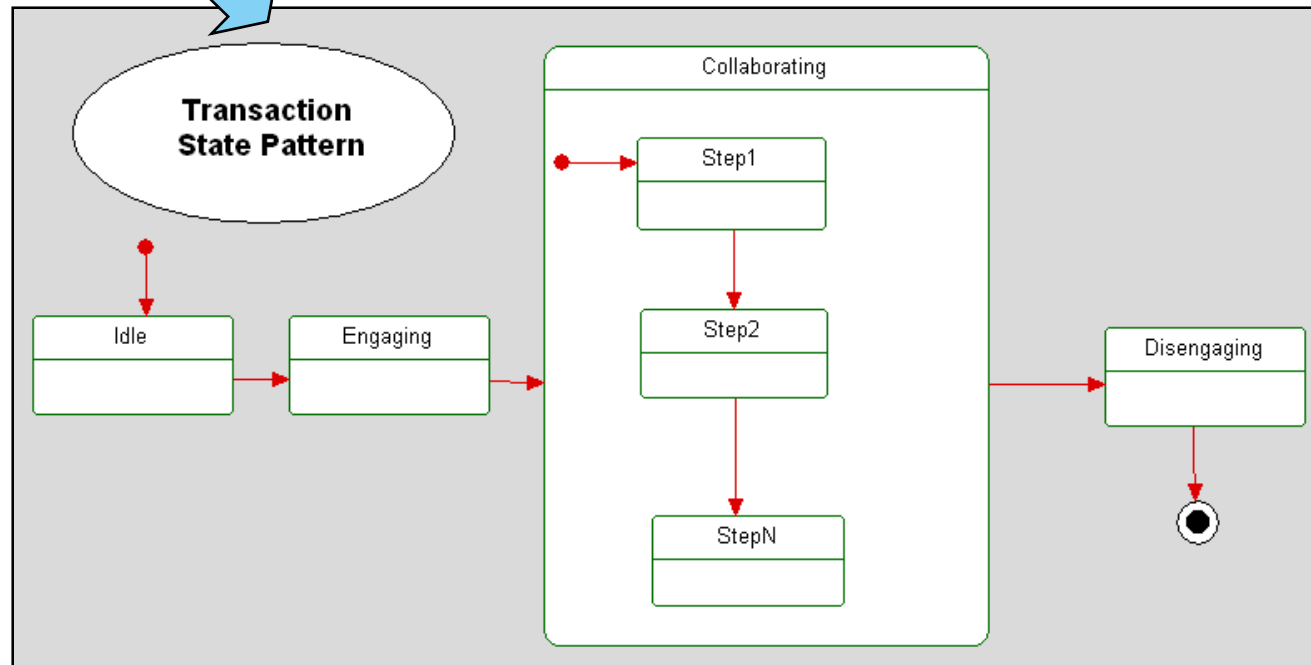 Transaction
State Pattern
Collaborating
Step1
Idle
Engaging
Step2
Disengaging
StepN